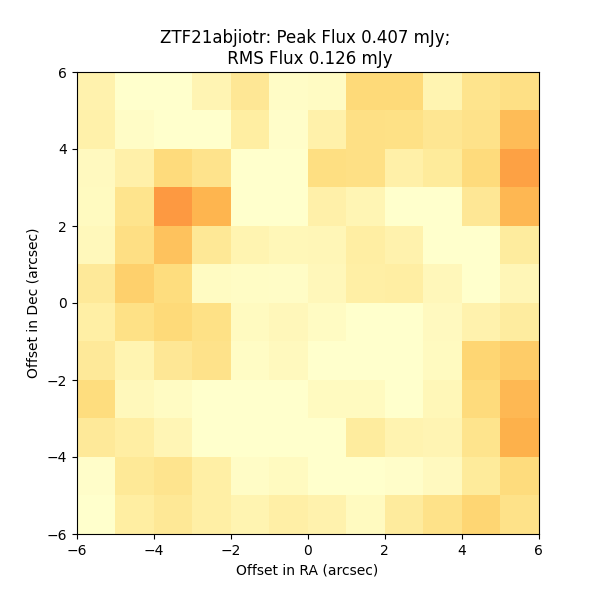 ZTF21abjiotr: Peak Flux 0.407 mJy;
RMS Flux 0.126 mJy
6
4
2
0
−2
−4
−6
Offset in Dec (arcsec)
−6 −4 −2 0 2 4 6
Offset in RA (arcsec)